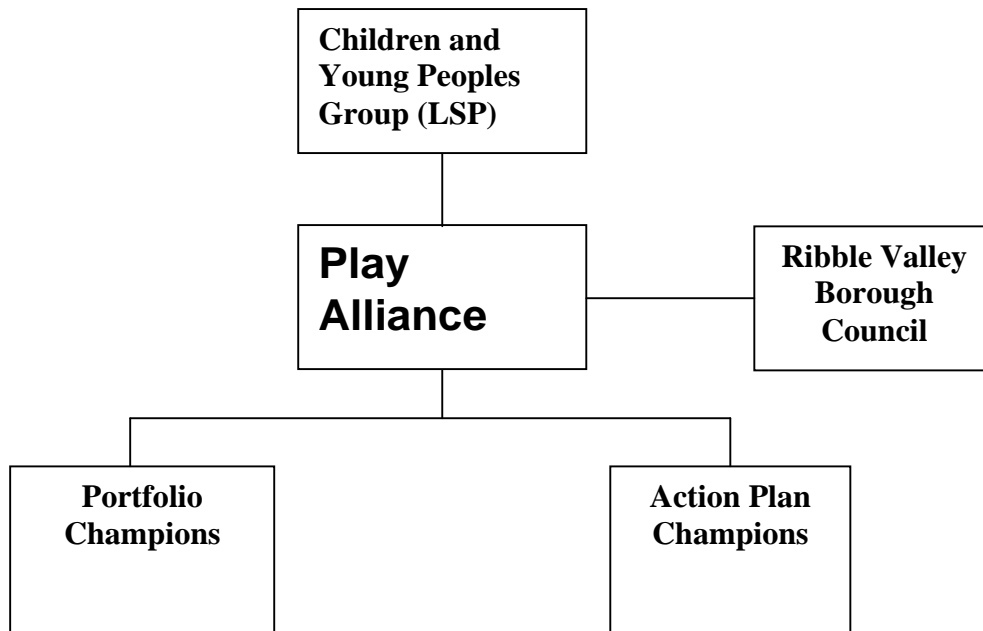 Children and
Young Peoples
Group (LSP)
Play
Alliance
Ribble Valley
Borough
Council
Portfolio
Champions
Action Plan
Champions